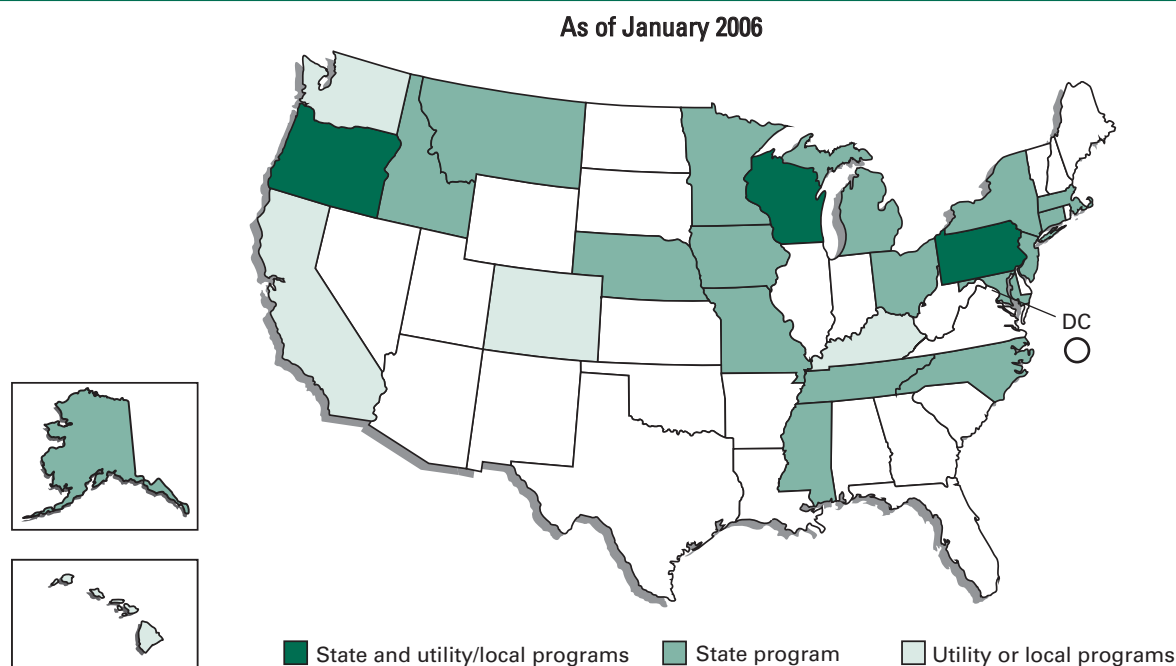 As of January 2006
DC
State and utility/local programs
State program
Utility or local programs